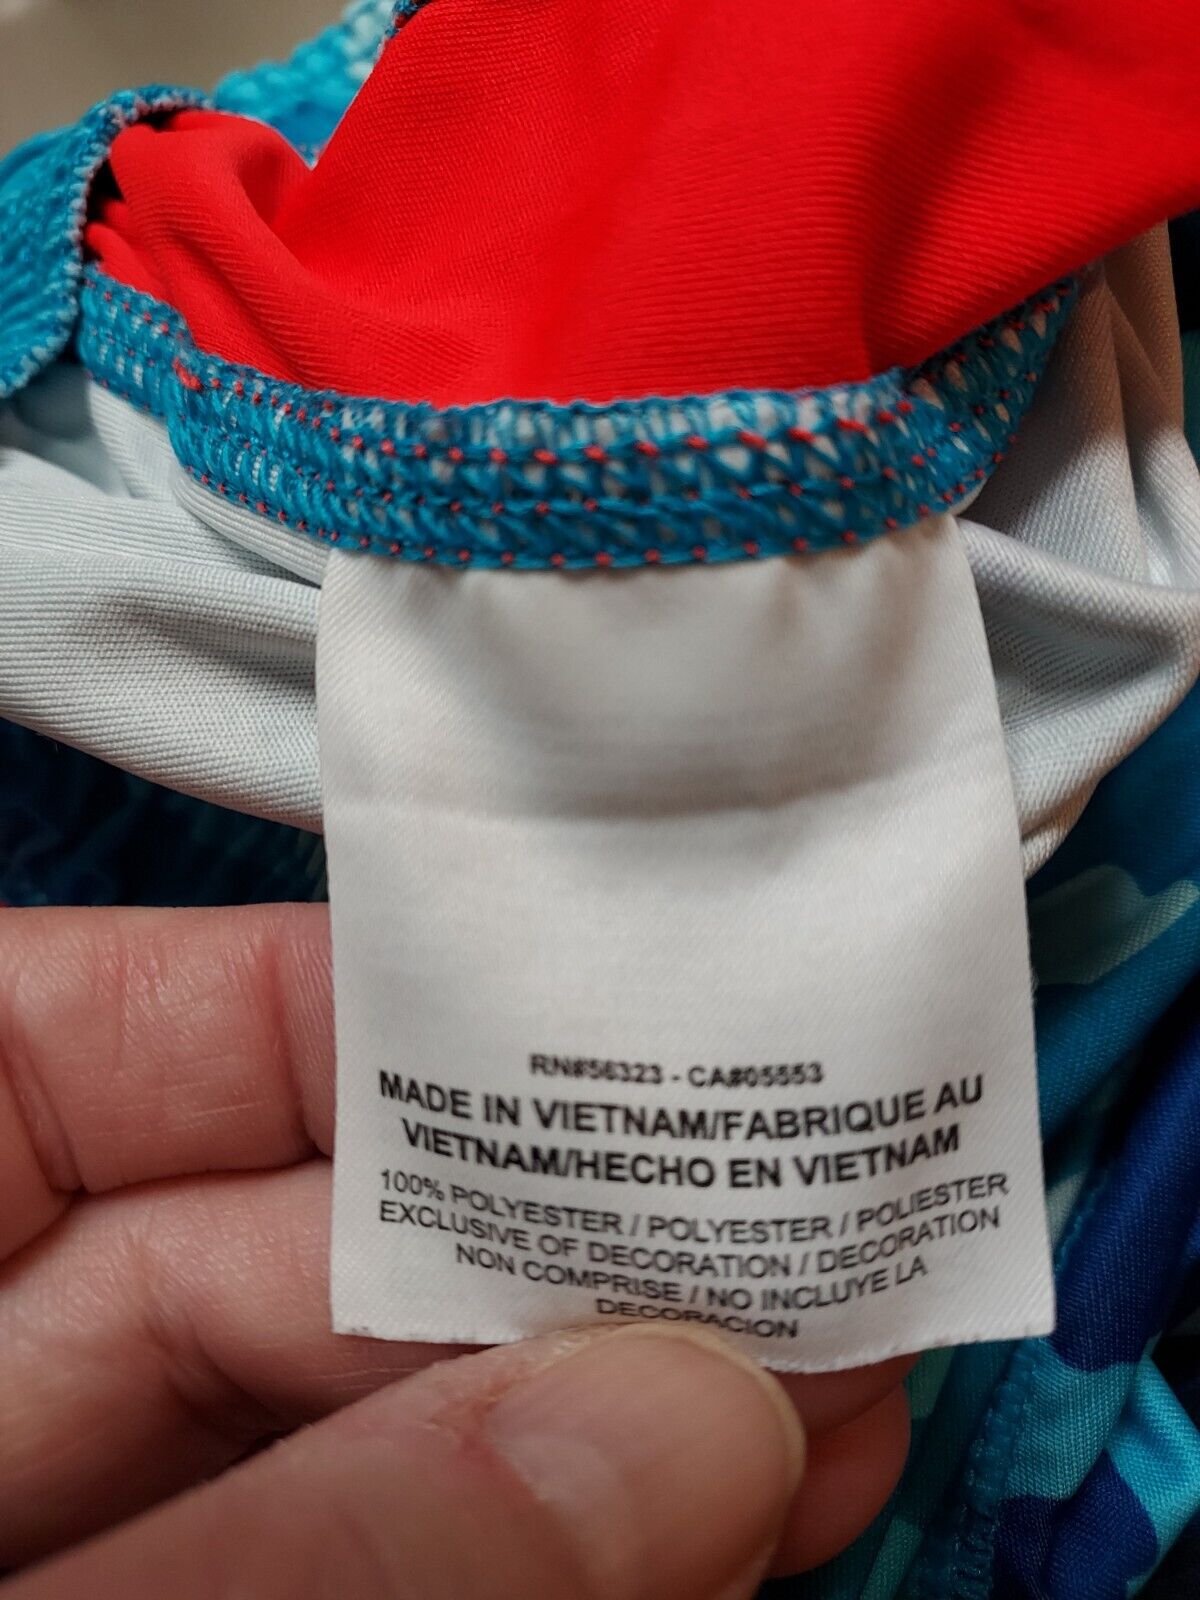 RN#56323 - CA#05553
MADE IN VIETNAM/FABRIQUE AU
VIETNAM/HECHO EN VIETNAM
100% POLYESTER / POLYESTER / POLIESTER
EXCLUSIVE OF DECORATION / DECORATION
NON COMPRISE / NO INCLUYE LA
DECORACION